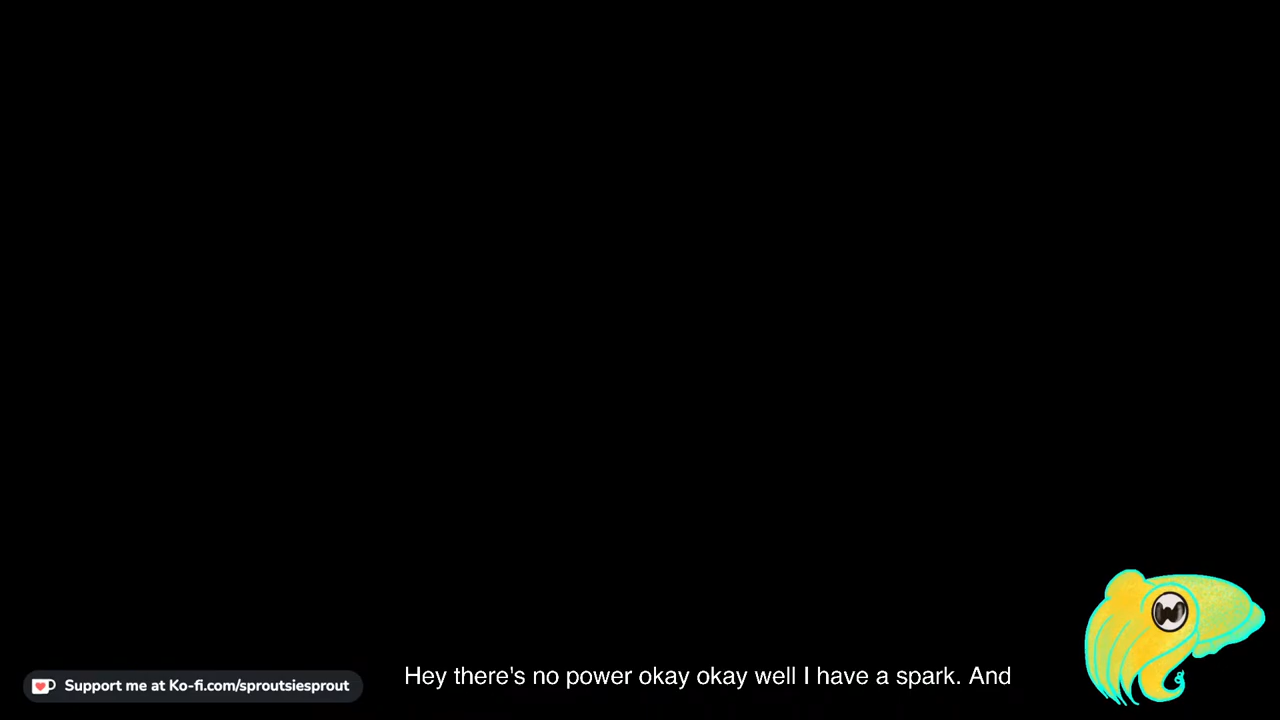 Hey there's no power okay okay well I have a spark. And
Support me at Ko-fi.com/sproutsiesprout